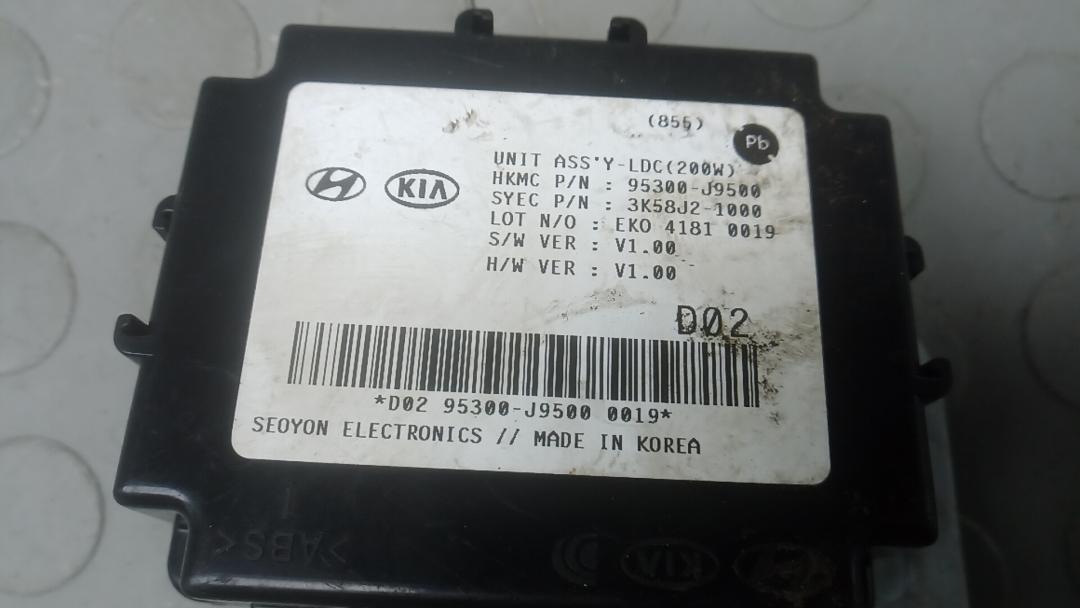 (855)
Pb
KIA
UNIT ASS'Y-LDC(200W)
HKMC P/N : 95300-J9500
SYEC P/N : 3K58J2-1000
LOT N/O : EKO 4181 0019
S/W VER : V1.00
H/W VER : V1.00
D02
*D02 95300-J9500 0019*
SEOYON ELECTRONICS // MADE IN KOREA
>ABS<
KIA